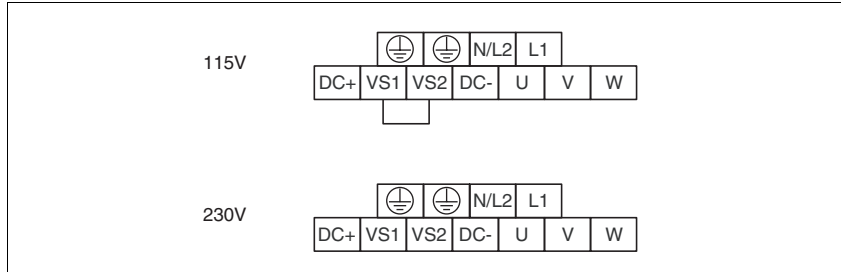 115V
⏚ ⏚ N/L2 L1
DC+ VS1 VS2 DC- U V W
230V
⏚ ⏚ N/L2 L1
DC+ VS1 VS2 DC- U V W